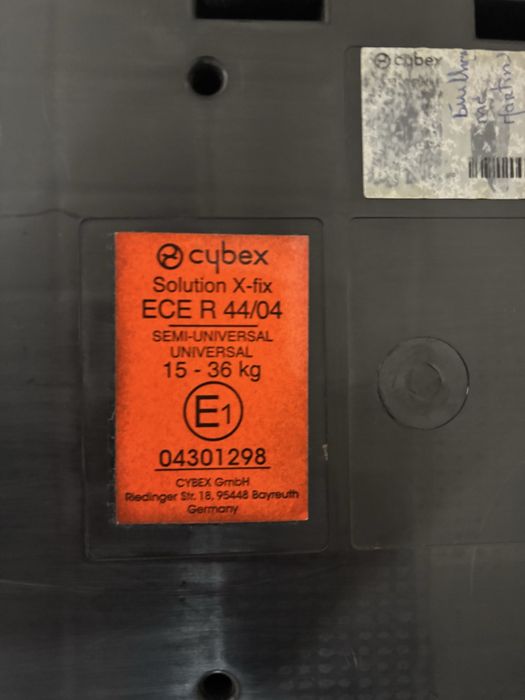 cybex
Martin
cybex
Solution X-fix
ECE R 44/04
SEMI-UNIVERSAL
UNIVERSAL
15 - 36 kg
E1
04301298
CYBEX GmbH
Riedinger Str. 18, 95448 Bayreuth
Germany